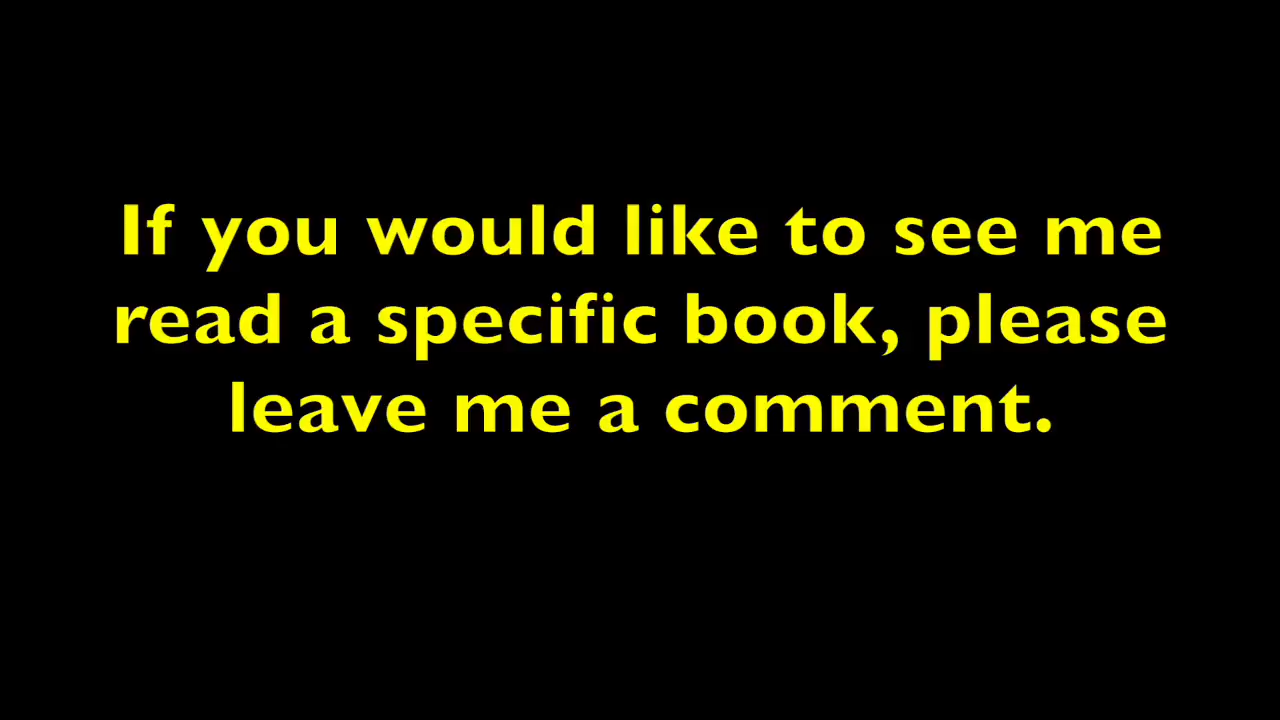 If you would like to see me
read a specific book, please
leave me a comment.